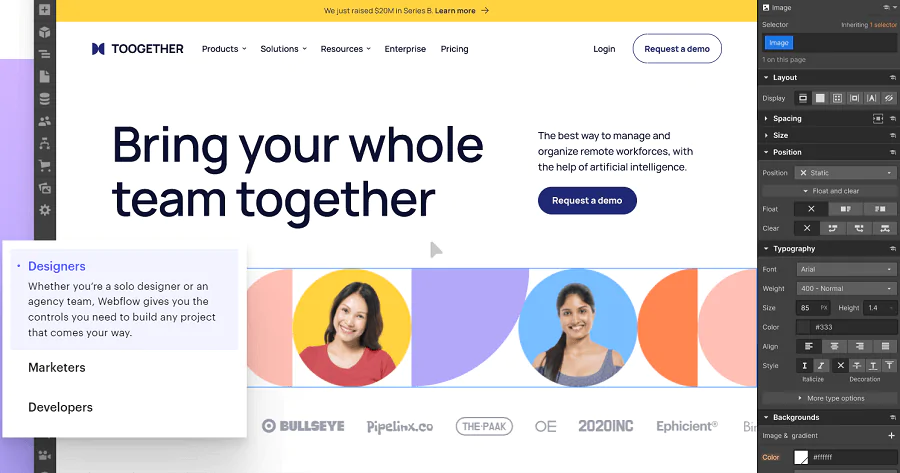 We just raised $20M in Series B. Learn more
TOOGETHER
Products
Solutions
Resources
Enterprise
Pricing
Login
Request a demo
Bring your whole
team together
The best way to manage and
organize remote workforces, with
the help of artificial intelligence.
Request a demo
Designers
Whether you're a solo designer or an
agency team, Webflow gives you the
controls you need to build any project
that comes your way.
Marketers
Developers
BULLSEYE
Pipelinx.co
THE-PAAK
OE
2020INC
Ephicient®
Image
Selector
Inheriting 1 selector
Image
1 on this page
Layout
Display
Spacing
Size
Position
Position
Static
Float and clear
Float
Clear
Typography
Font
Arial
Weight
400 - Normal
Size
85
PX
Height
1.4
Color
#333
Align
Style
Italicize
Decoration
More type options
Backgrounds
Image & gradient
Color
#ffffff